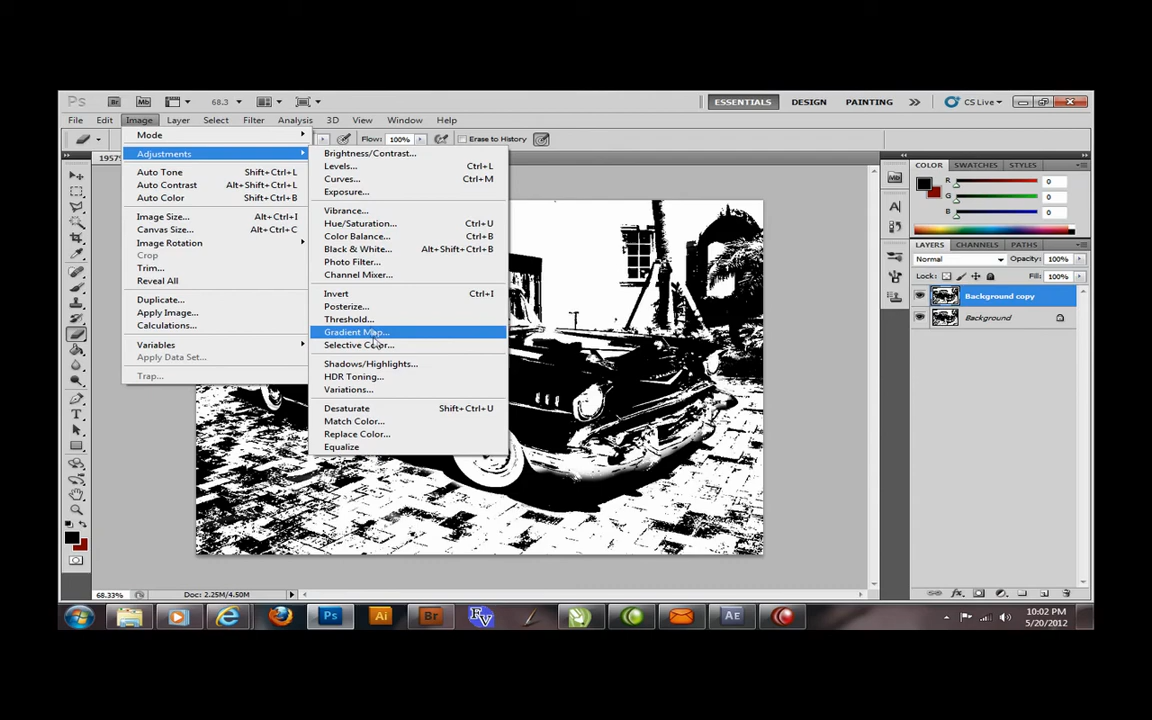 Ps Br Mb 68.3 ESSENTIALS DESIGN PAINTING CS Live
File Edit Image Layer Select Filter Analysis 3D View Window Help
Flow: 100% Erase to History
Mode
Adjustments
Auto Tone Shift+Ctrl+L
Auto Contrast Alt+Shift+Ctrl+L
Auto Color Shift+Ctrl+B
Image Size... Alt+Ctrl+I
Canvas Size... Alt+Ctrl+C
Image Rotation
Crop
Trim...
Reveal All
Duplicate...
Apply Image...
Calculations...
Variables
Apply Data Set...
Trap...
Brightness/Contrast...
Levels... Ctrl+L
Curves... Ctrl+M
Exposure...
Vibrance...
Hue/Saturation... Ctrl+U
Color Balance... Ctrl+B
Black & White... Alt+Shift+Ctrl+B
Photo Filter...
Channel Mixer...
Invert Ctrl+I
Posterize...
Threshold...
Gradient Map...
Selective Color...
Shadows/Highlights...
HDR Toning...
Variations...
Desaturate Shift+Ctrl+U
Match Color...
Replace Color...
Equalize
COLOR SWATCHES STYLES
R 0
G 0
B 0
LAYERS CHANNELS PATHS
Normal Opacity: 100%
Lock: Fill: 100%
Background copy
Background
68.33% Doc: 2.25M/4.50M
Ps Ai Br FV AE
10:02 PM
5/20/2012